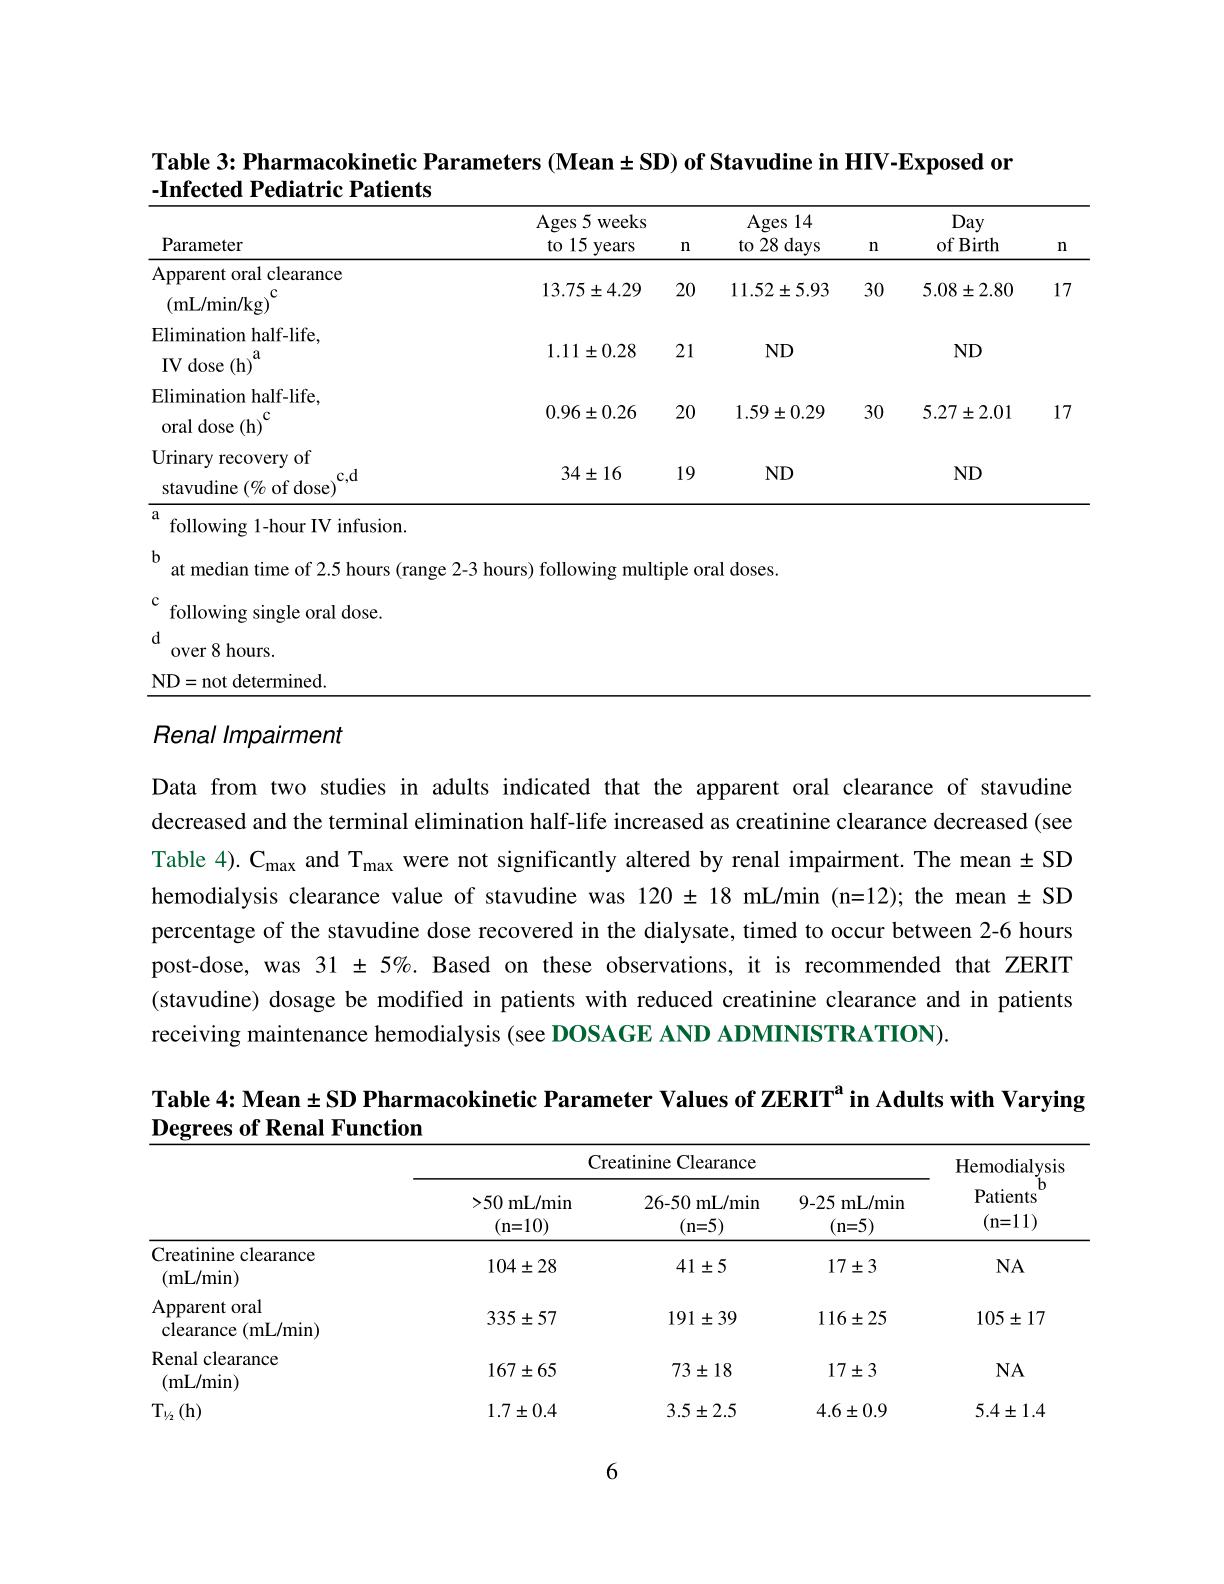 Table 3: Pharmacokinetic Parameters (Mean ± SD) of Stavudine in HIV-Exposed or
-Infected Pediatric Patients
Parameter Ages 5 weeks to 15 years n Ages 14 to 28 days n Day of Birth n
Apparent oral clearance (mL/min/kg)c 13.75 ± 4.29 20 11.52 ± 5.93 30 5.08 ± 2.80 17
Elimination half-life, IV dose (h)a 1.11 ± 0.28 21 ND ND
Elimination half-life, oral dose (h)c 0.96 ± 0.26 20 1.59 ± 0.29 30 5.27 ± 2.01 17
Urinary recovery of stavudine (% of dose)c,d 34 ± 16 19 ND ND
a following 1-hour IV infusion.
b at median time of 2.5 hours (range 2-3 hours) following multiple oral doses.
c following single oral dose.
d over 8 hours.
ND = not determined.
Renal Impairment
Data from two studies in adults indicated that the apparent oral clearance of stavudine
decreased and the terminal elimination half-life increased as creatinine clearance decreased (see
Table 4). Cmax and Tmax were not significantly altered by renal impairment. The mean ± SD
hemodialysis clearance value of stavudine was 120 ± 18 mL/min (n=12); the mean ± SD
percentage of the stavudine dose recovered in the dialysate, timed to occur between 2-6 hours
post-dose, was 31 ± 5%. Based on these observations, it is recommended that ZERIT
(stavudine) dosage be modified in patients with reduced creatinine clearance and in patients
receiving maintenance hemodialysis (see DOSAGE AND ADMINISTRATION).
Table 4: Mean ± SD Pharmacokinetic Parameter Values of ZERITa in Adults with Varying
Degrees of Renal Function
Creatinine Clearance Hemodialysis Patientsb (n=11)
>50 mL/min (n=10) 26-50 mL/min (n=5) 9-25 mL/min (n=5)
Creatinine clearance (mL/min) 104 ± 28 41 ± 5 17 ± 3 NA
Apparent oral clearance (mL/min) 335 ± 57 191 ± 39 116 ± 25 105 ± 17
Renal clearance (mL/min) 167 ± 65 73 ± 18 17 ± 3 NA
T½ (h) 1.7 ± 0.4 3.5 ± 2.5 4.6 ± 0.9 5.4 ± 1.4
6